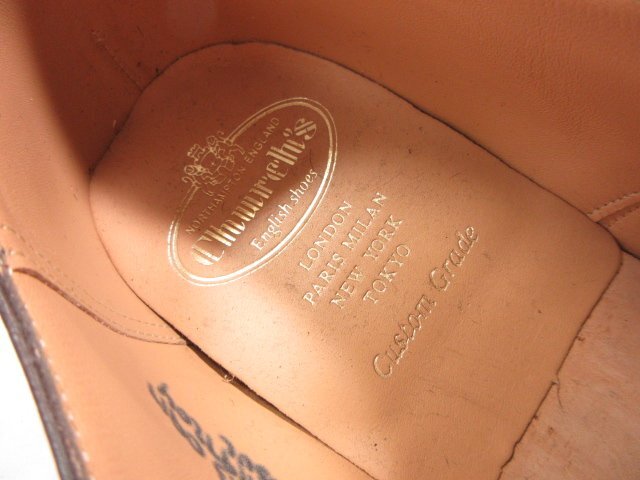 Church's
English shoes
NORTHAMPTON ENGLAND
LONDON
PARIS MILAN
NEW YORK
TOKYO
Custom Grade